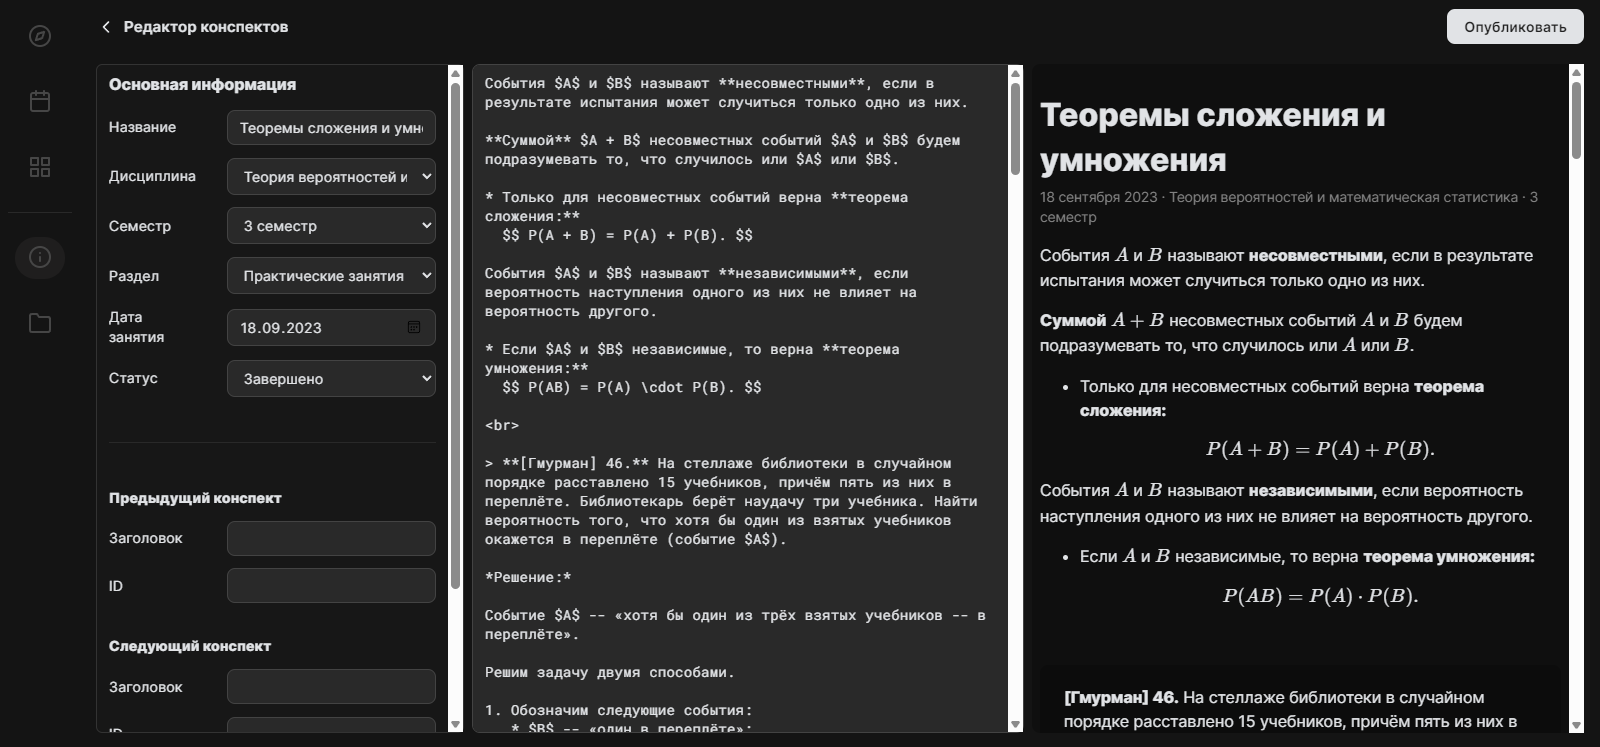 Редактор конспектов
Опубликовать
Основная информация
Название
Теоремы сложения и умн
Дисциплина
Теория вероятностей и
Семестр
3 семестр
Раздел
Практические занятия
Дата
занятия
18.09.2023
Статус
Завершено
Предыдущий конспект
Заголовок
ID
Следующий конспект
Заголовок
ID
События $A$ и $B$ называют **несовместными**, если в
результате испытания может случиться только одно из них.
**Суммой** $A + B$ несовместных событий $A$ и $B$ будем
подразумевать то, что случилось или $A$ или $B$.
* Только для несовместных событий верна **теорема
сложения:**
$$ P(A + B) = P(A) + P(B). $$
События $A$ и $B$ называют **независимыми**, если
вероятность наступления одного из них не влияет на
вероятность другого.
* Если $A$ и $B$ независимые, то верна **теорема
умножения:**
$$ P(AB) = P(A) \cdot P(B). $$
<br>
> **[Гмурман] 46.** На стеллаже библиотеки в случайном
порядке расставлено 15 учебников, причём пять из них в
переплёте. Библиотекарь берёт наудачу три учебника. Найти
вероятность того, что хотя бы один из взятых учебников
окажется в переплёте (событие $A$).
*Решение:*
Событие $A$ -- «хотя бы один из трёх взятых учебников -- в
переплёте».
Решим задачу двумя способами.
1. Обозначим следующие события:
* $B$ -- «один в переплёте»;
Теоремы сложения и
умножения
18 сентября 2023 · Теория вероятностей и математическая статистика · 3
семестр
События A и B называют несовместными, если в результате
испытания может случиться только одно из них.
Суммой A + B несовместных событий A и B будем
подразумевать то, что случилось или A или B.
• Только для несовместных событий верна теорема
сложения:
P(A + B) = P(A) + P(B).
События A и B называют независимыми, если вероятность
наступления одного из них не влияет на вероятность другого.
• Если A и B независимые, то верна теорема умножения:
P(AB) = P(A) · P(B).
[Гмурман] 46. На стеллаже библиотеки в случайном
порядке расставлено 15 учебников, причём пять из них в